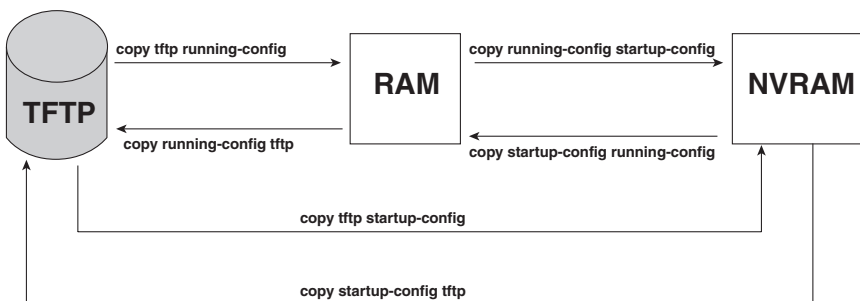 copy tftp running-config
copy running-config startup-config
TFTP
RAM
NVRAM
copy running-config tftp
copy startup-config running-config
copy tftp startup-config
copy startup-config tftp